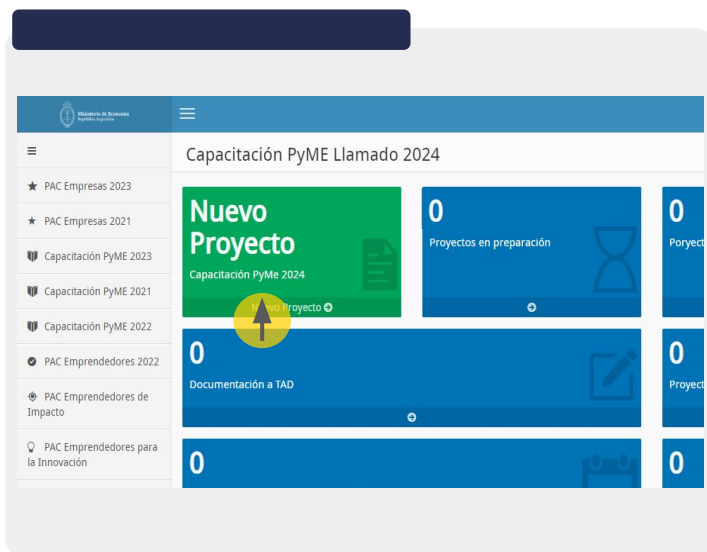 Ministerio de Economía
República Argentina
Capacitación PyME Llamado 2024
PAC Empresas 2023
PAC Empresas 2021
Capacitación PyME 2023
Capacitación PyME 2021
Capacitación PyME 2022
PAC Emprendedores 2022
PAC Emprendedores de
Impacto
PAC Emprendedores para
la Innovación
Nuevo
Proyecto
Capacitación PyMe 2024
Nuevo Proyecto
0
Proyectos en preparación
0
Poryect
0
Documentación a TAD
0
Proyect
0
0